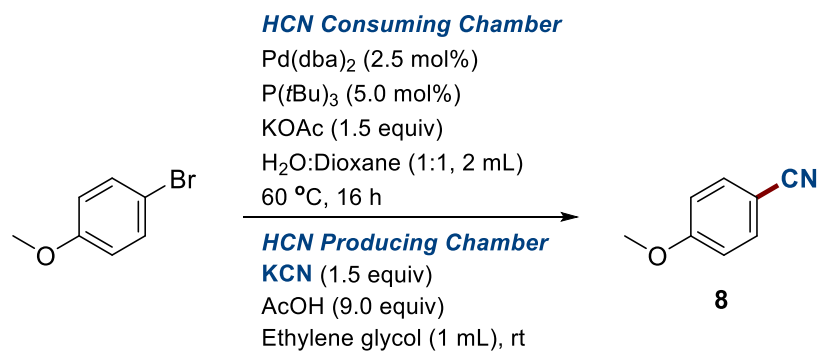 HCN Consuming Chamber
Pd(dba)₂ (2.5 mol%)
P(tBu)₃ (5.0 mol%)
KOAc (1.5 equiv)
H₂O:Dioxane (1:1, 2 mL)
60 ºC, 16 h
Br
O
HCN Producing Chamber
KCN (1.5 equiv)
AcOH (9.0 equiv)
Ethylene glycol (1 mL), rt
CN
O
8